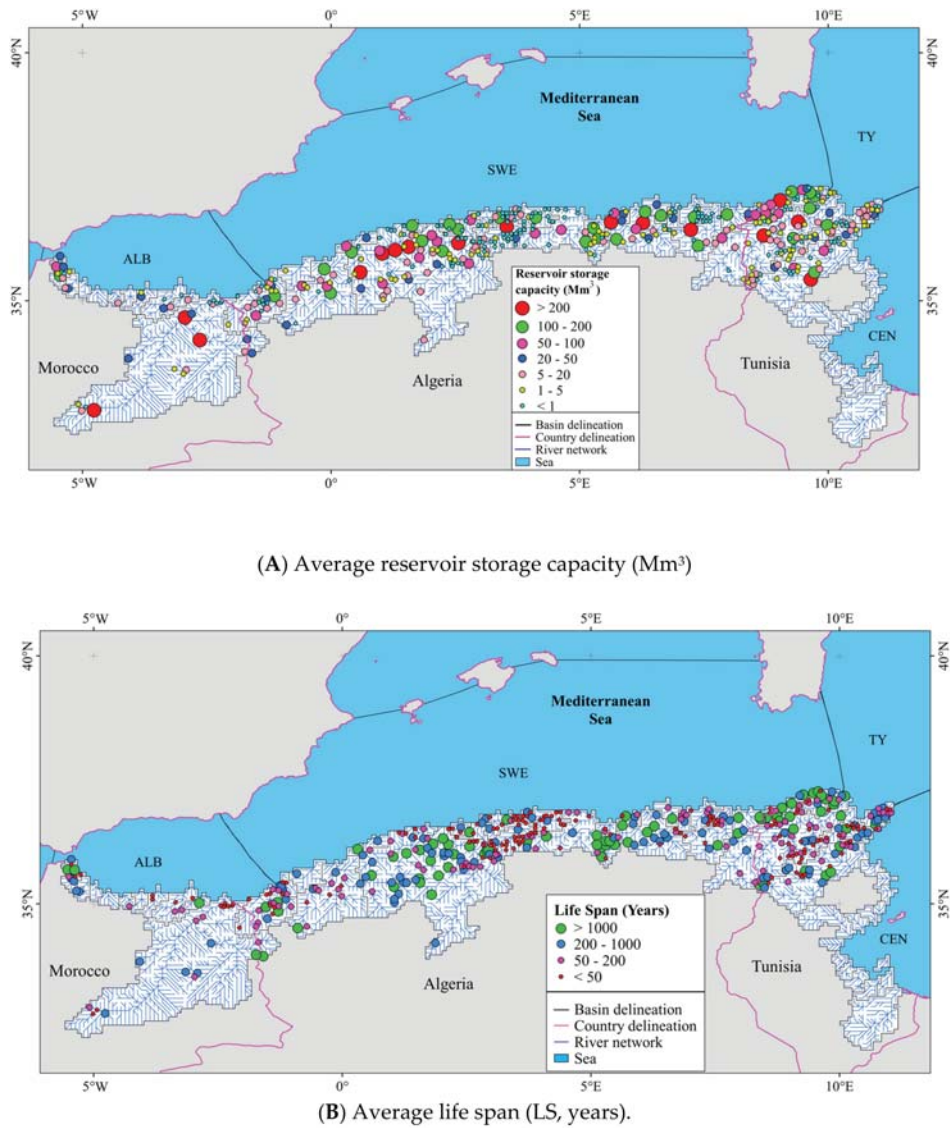 5°W 0° 5°E 10°E
40°N 40°N
Mediterranean
Sea
TY
SWE
ALB
35°N 35°N
Reservoir storage
capacity (Mm³)
> 200
100 - 200
50 - 100
20 - 50
5 - 20
1 - 5
< 1
Basin delineation
Country delineation
River network
Sea
CEN
Morocco
Algeria
Tunisia
5°W 0° 5°E 10°E
(A) Average reservoir storage capacity (Mm³)
5°W 0° 5°E 10°E
40°N 40°N
Mediterranean
Sea
TY
SWE
ALB
35°N 35°N
Life Span (Years)
> 1000
200 - 1000
50 - 200
< 50
Basin delineation
Country delineation
River network
Sea
CEN
Morocco
Algeria
Tunisia
5°W 0° 5°E 10°E
(B) Average life span (LS, years).